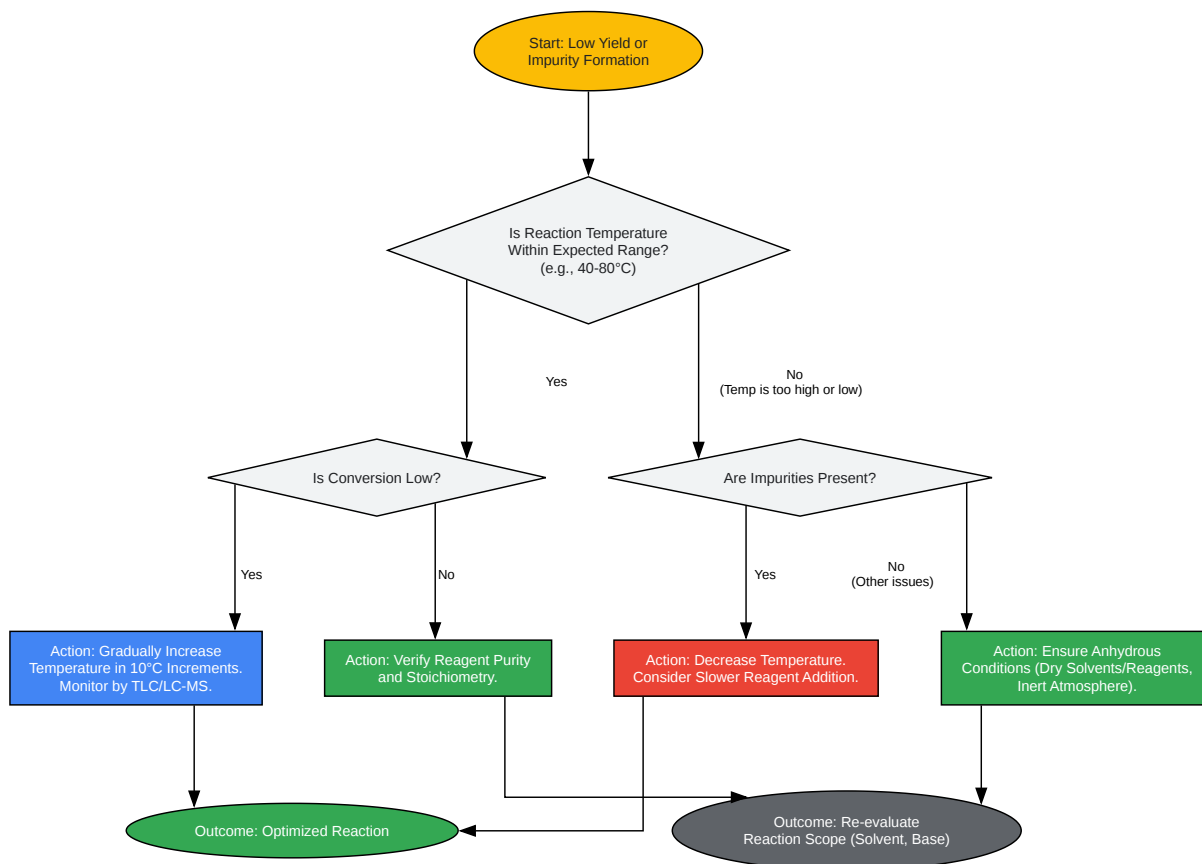 Start: Low Yield or
Impurity Formation
Is Reaction Temperature
Within Expected Range?
(e.g., 40-80°C)
Yes
No
(Temp is too high or low)
Is Conversion Low?
Are Impurities Present?
Yes
No
Yes
No
(Other issues)
Action: Gradually Increase
Temperature in 10°C Increments.
Monitor by TLC/LC-MS.
Action: Verify Reagent Purity
and Stoichiometry.
Action: Decrease Temperature.
Consider Slower Reagent Addition.
Action: Ensure Anhydrous
Conditions (Dry Solvents/Reagents,
Inert Atmosphere).
Outcome: Optimized Reaction
Outcome: Re-evaluate
Reaction Scope (Solvent, Base)